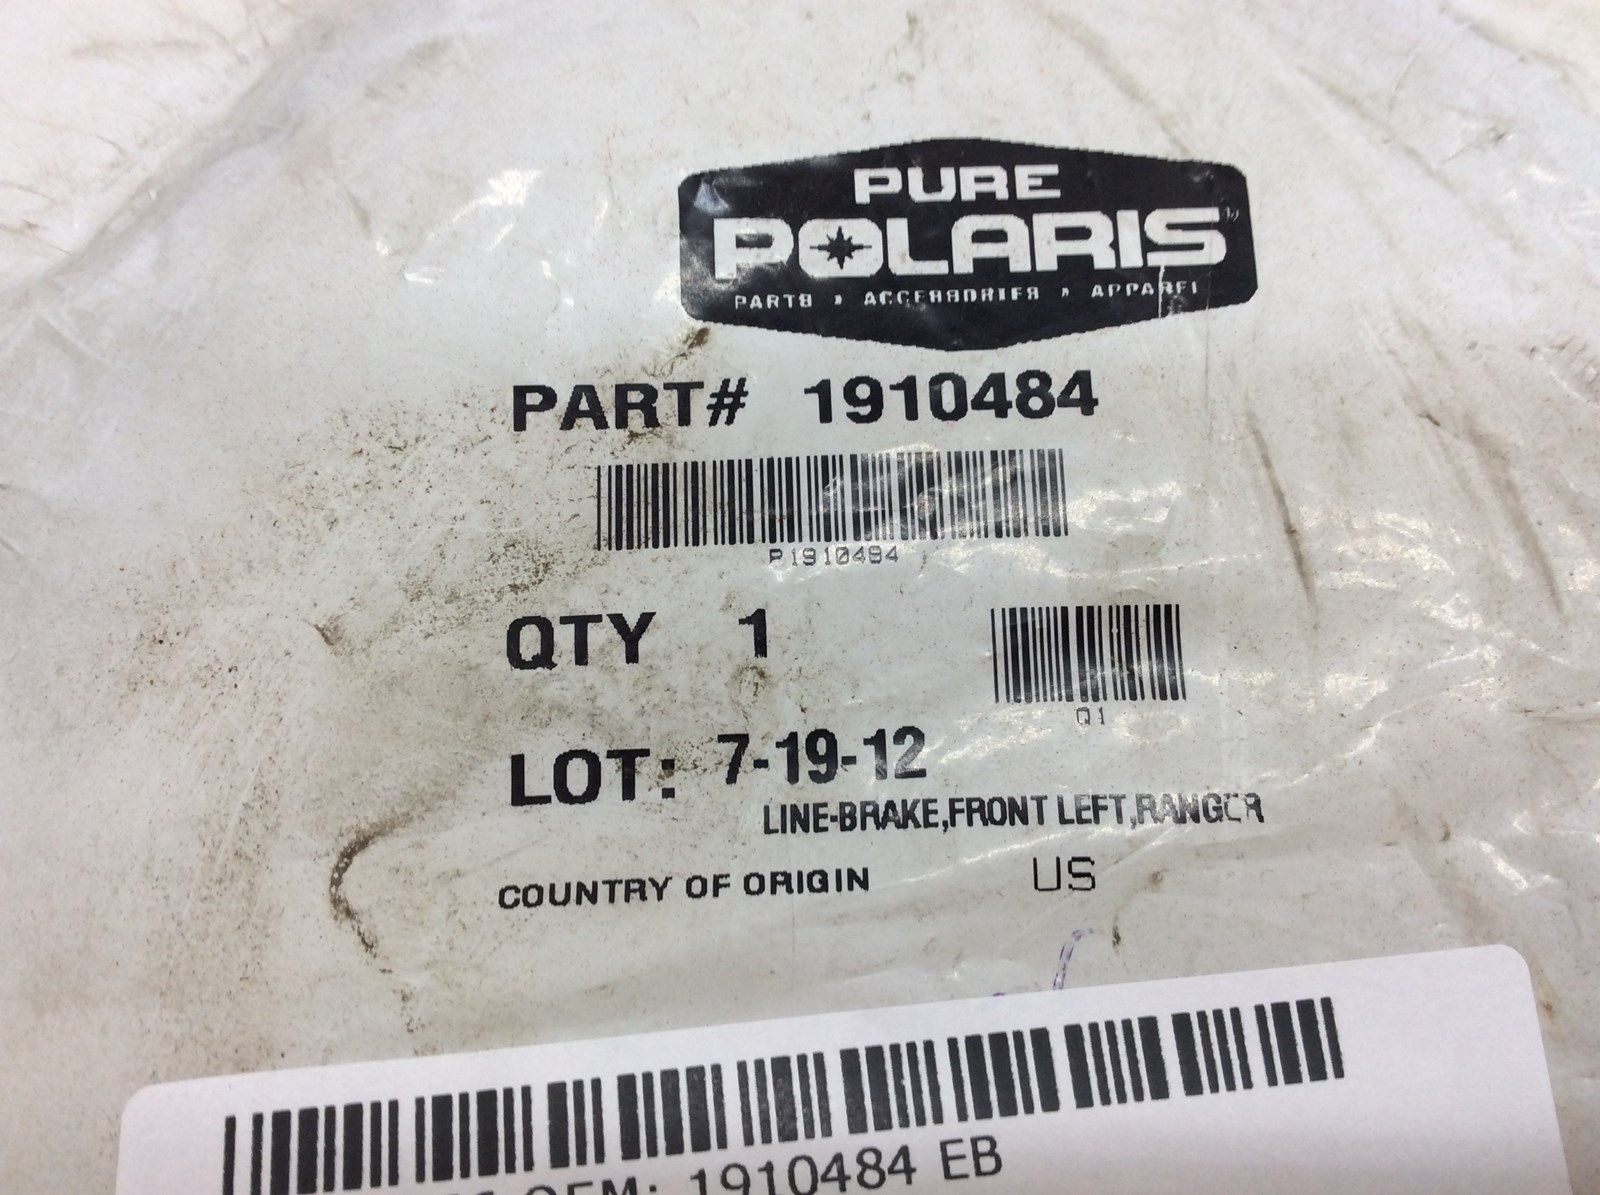 PURE
POLARIS
PARTS » ACCESSORIES » APPAREL
PART# 1910484
P1910484
QTY 1
Q1
LOT: 7-19-12
LINE-BRAKE,FRONT LEFT,RANGER
COUNTRY OF ORIGIN US
OEM: 1910484 EB